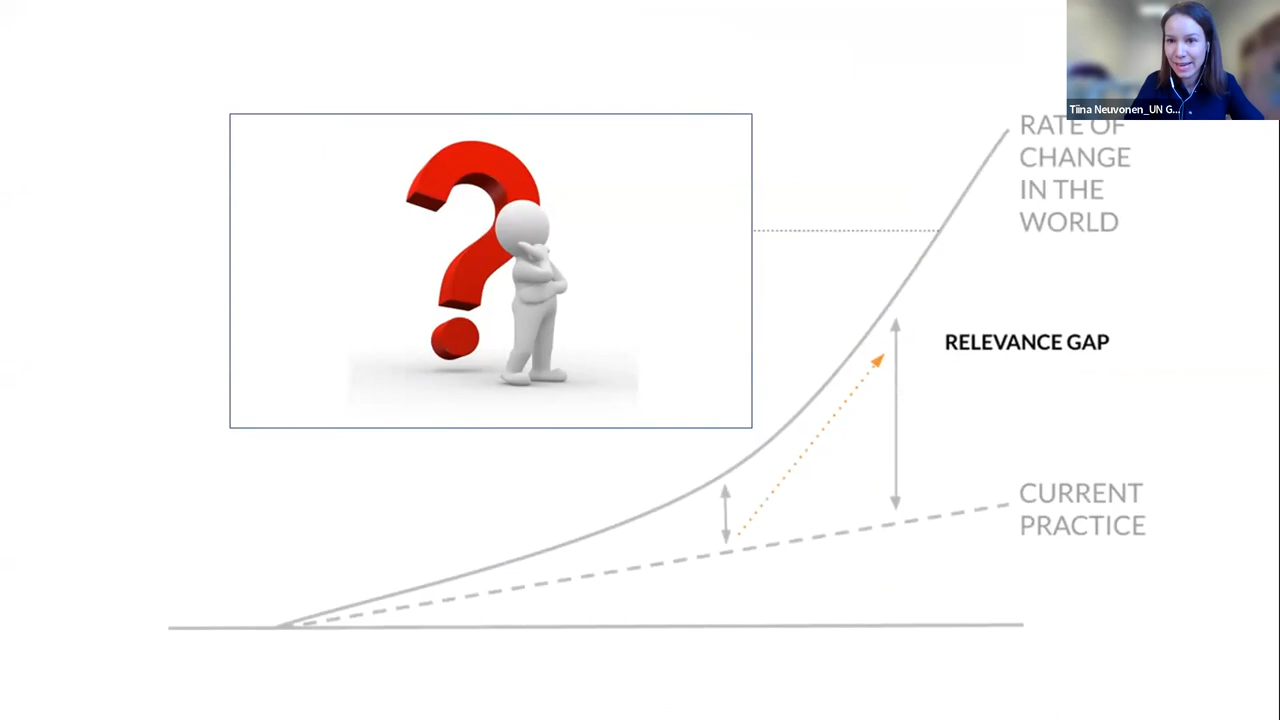 Tiina Neuvonen_UN G...
RATE OF
CHANGE
IN THE
WORLD
RELEVANCE GAP
CURRENT
PRACTICE